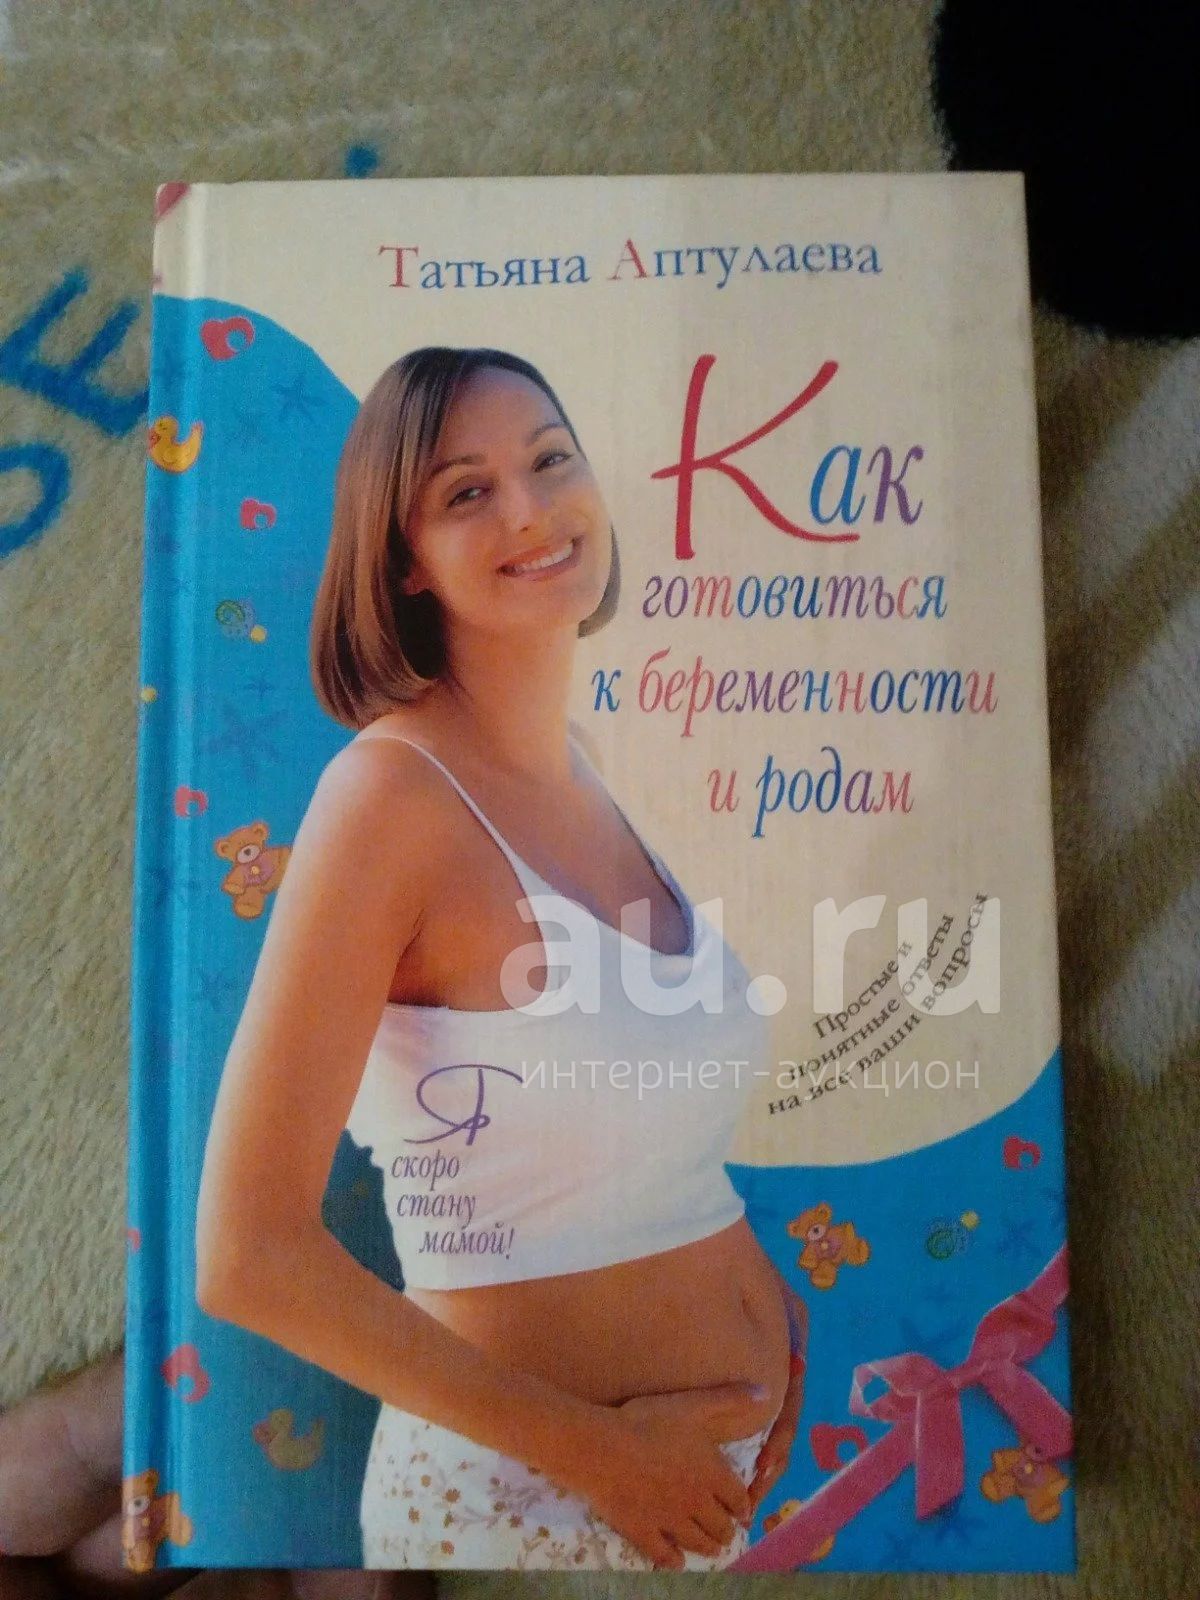 Татьяна Аптулаева
Как
готовиться
к беременности
и родам
au.ru
интернет-аукцион
Простые и
понятные ответы
на все ваши вопросы
Я
скоро
стану
мамой!